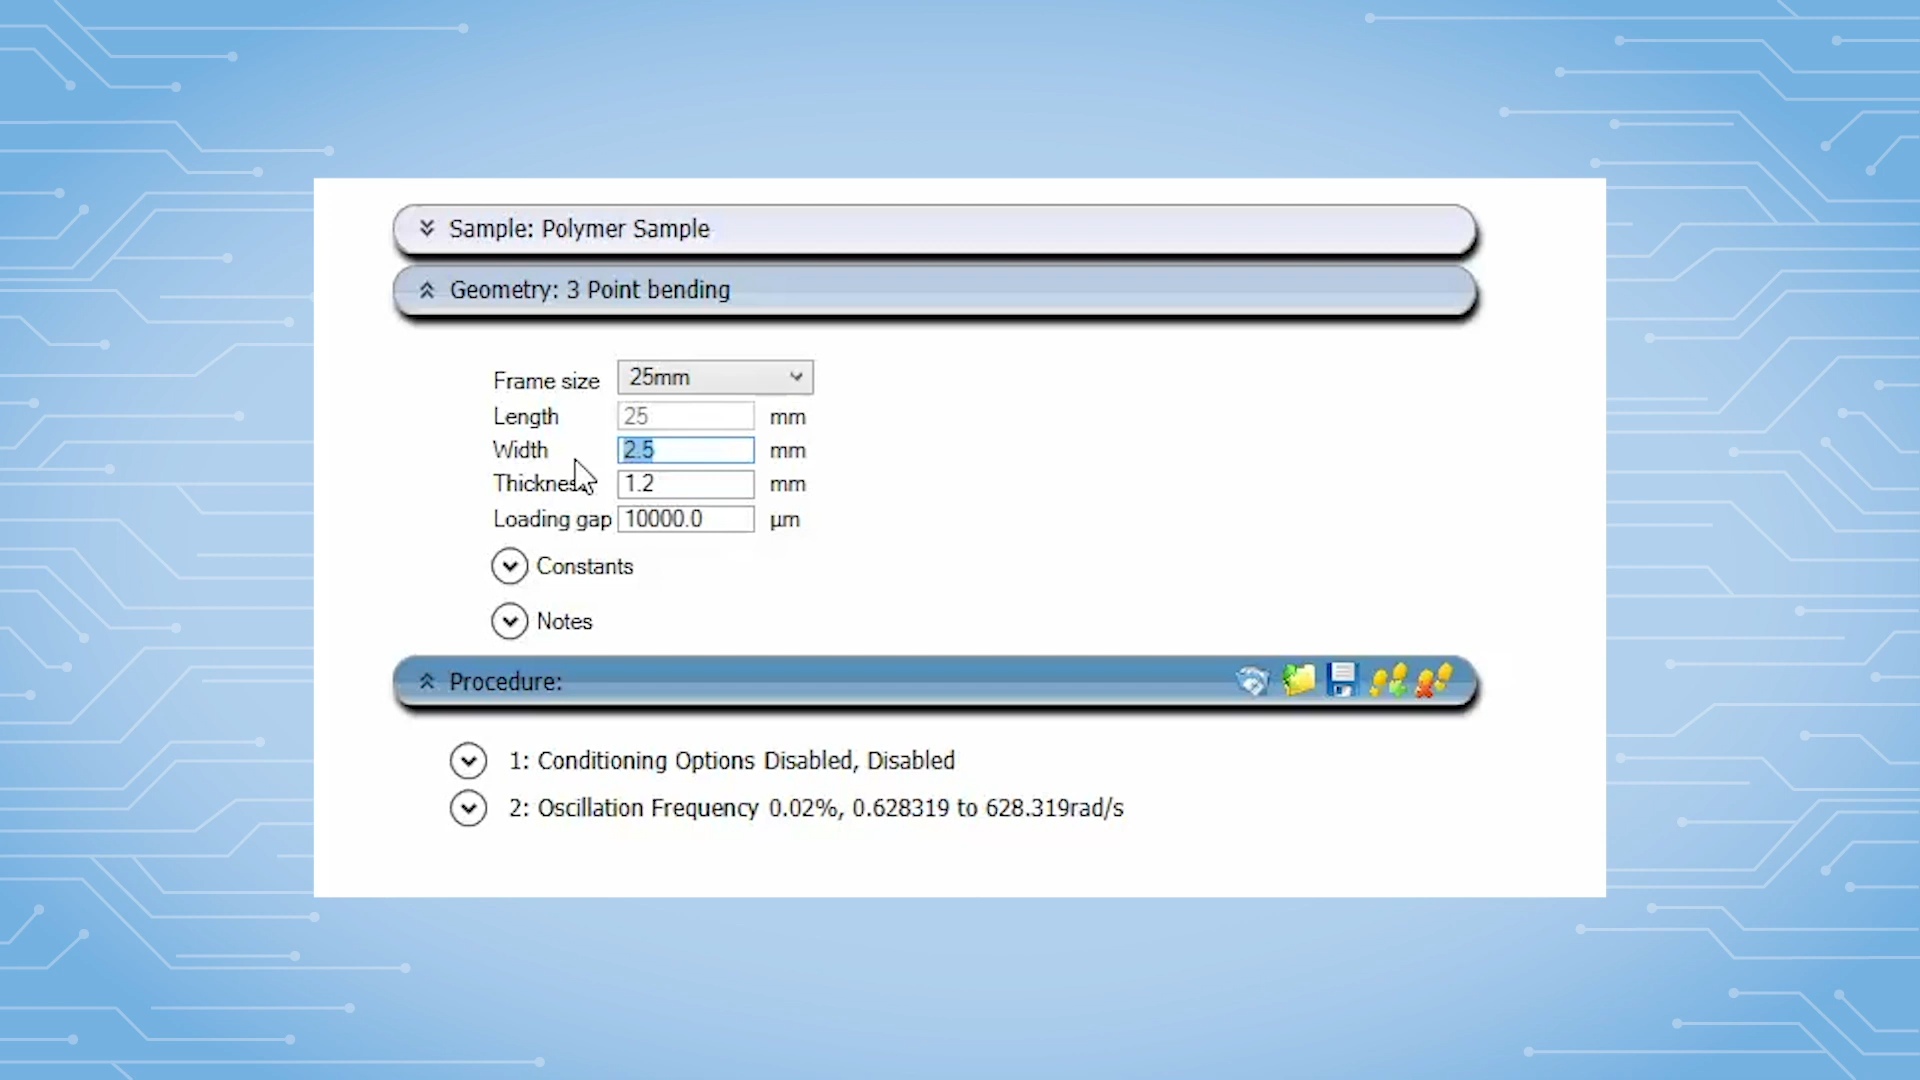 Sample: Polymer Sample
Geometry: 3 Point bending
Frame size 25mm
Length 25 mm
Width 2.5 mm
Thickness 1.2 mm
Loading gap 10000.0 µm
Constants
Notes
Procedure:
1: Conditioning Options Disabled, Disabled
2: Oscillation Frequency 0.02%, 0.628319 to 628.319rad/s